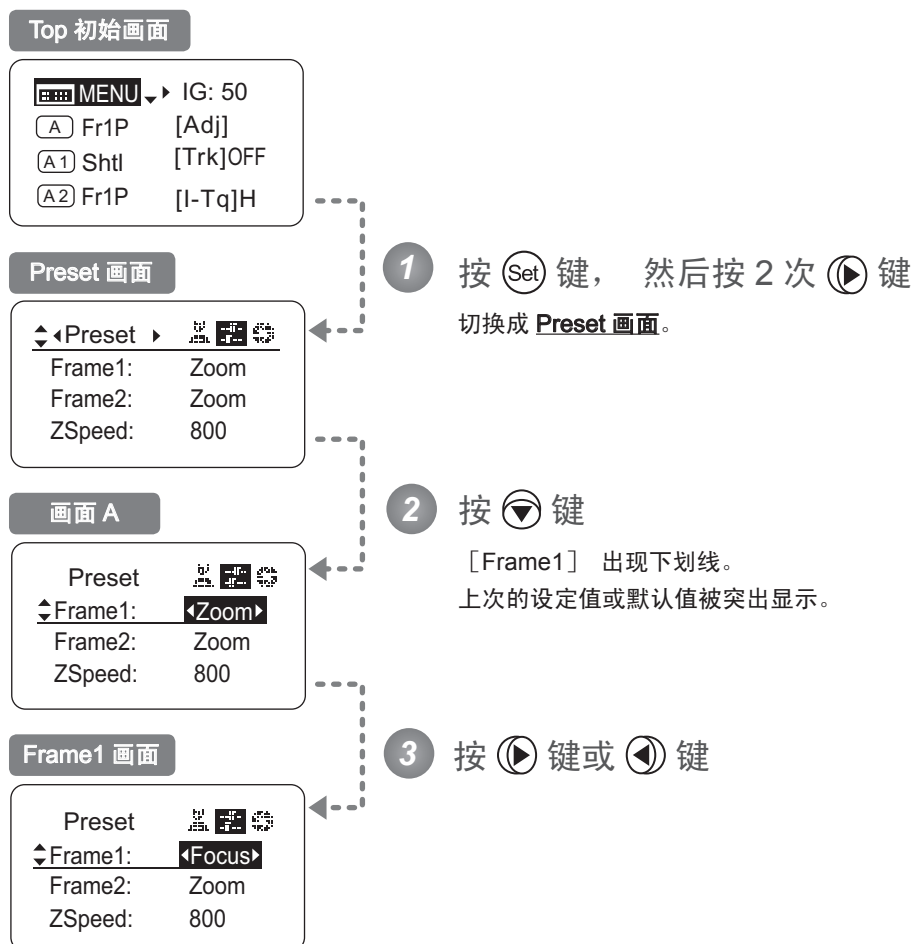 Top 初始画面
MENU IG: 50
A Fr1P [Adj]
A1 Shtl [Trk]OFF
A2 Fr1P [I-Tq]H
Preset 画面
Preset
Frame1: Zoom
Frame2: Zoom
ZSpeed: 800
1 按 Set 键， 然后按 2 次 键
切换成 Preset 画面。
画面 A
Preset
Frame1: Zoom
Frame2: Zoom
ZSpeed: 800
2 按 键
［Frame1］ 出现下划线。
上次的设定值或默认值被突出显示。
Frame1 画面
Preset
Frame1: Focus
Frame2: Zoom
ZSpeed: 800
3 按 键或 键